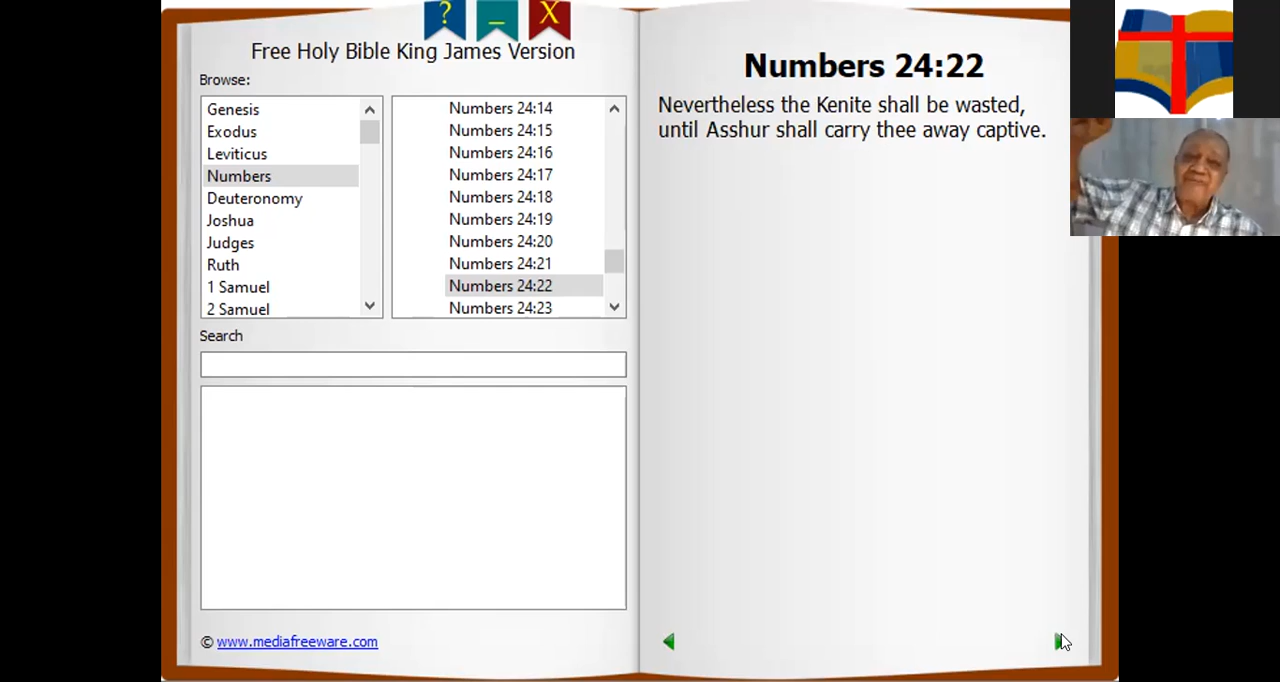 ? _ X
Free Holy Bible King James Version
Browse:
Genesis
Exodus
Leviticus
Numbers
Deuteronomy
Joshua
Judges
Ruth
1 Samuel
2 Samuel
Numbers 24:14
Numbers 24:15
Numbers 24:16
Numbers 24:17
Numbers 24:18
Numbers 24:19
Numbers 24:20
Numbers 24:21
Numbers 24:22
Numbers 24:23
Search
© www.mediafreeware.com
Numbers 24:22
Nevertheless the Kenite shall be wasted,
until Asshur shall carry thee away captive.